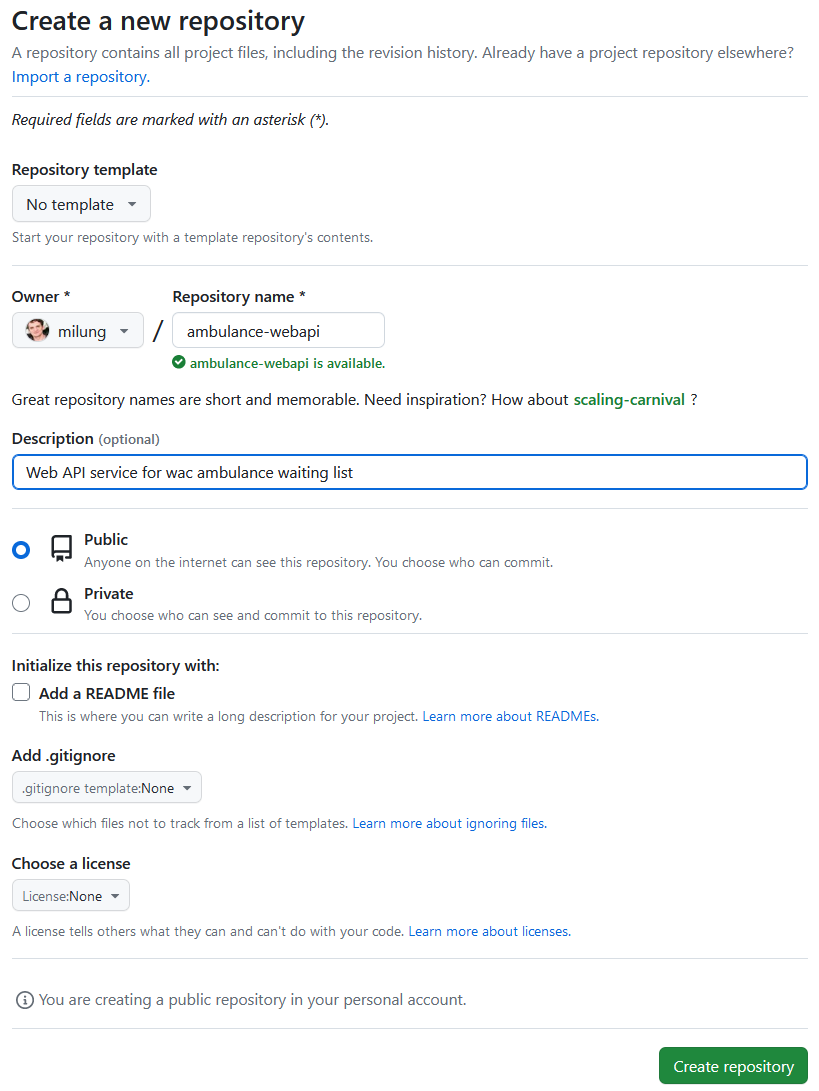 Create a new repository
A repository contains all project files, including the revision history. Already have a project repository elsewhere?
Import a repository.
Required fields are marked with an asterisk (*).
Repository template
No template
Start your repository with a template repository's contents.
Owner *
Repository name *
milung
/
ambulance-webapi
ambulance-webapi is available.
Great repository names are short and memorable. Need inspiration? How about scaling-carnival ?
Description (optional)
Web API service for wac ambulance waiting list
Public
Anyone on the internet can see this repository. You choose who can commit.
Private
You choose who can see and commit to this repository.
Initialize this repository with:
Add a README file
This is where you can write a long description for your project. Learn more about READMEs.
Add .gitignore
.gitignore template:None
Choose which files not to track from a list of templates. Learn more about ignoring files.
Choose a license
License:None
A license tells others what they can and can't do with your code. Learn more about licenses.
You are creating a public repository in your personal account.
Create repository